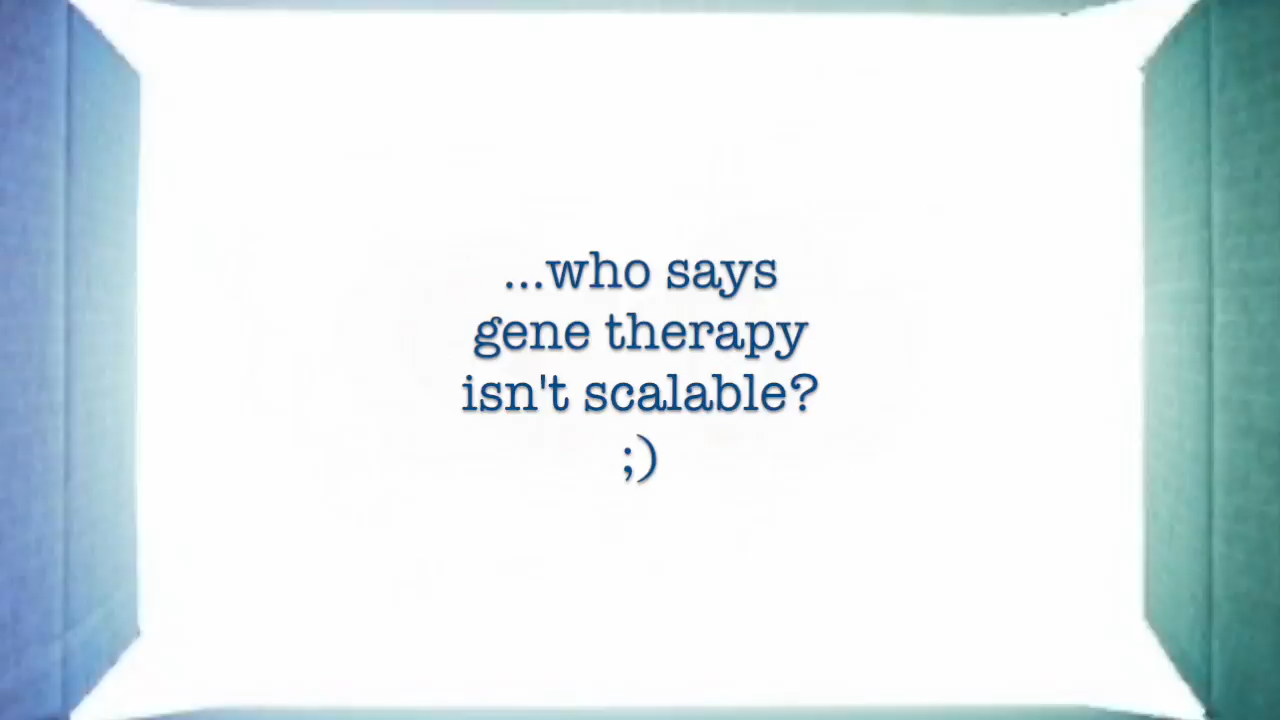 ...who says
gene therapy
isn't scalable?
;)